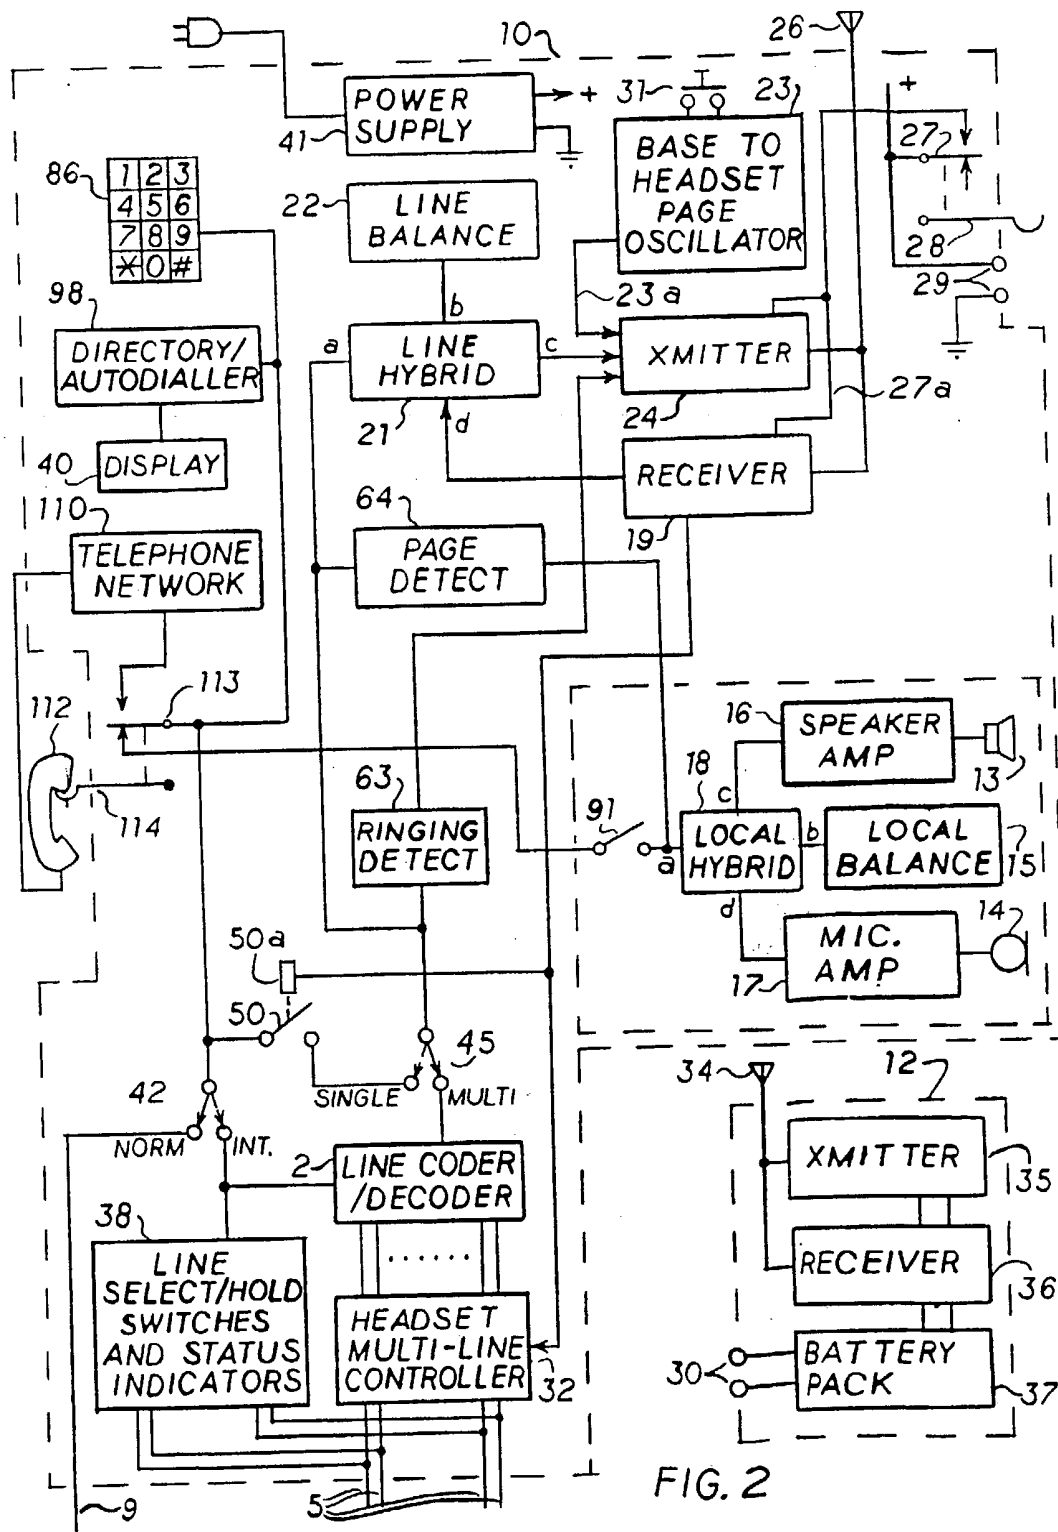 26
10
POWER
SUPPLY
+
41
31
23
BASE TO
HEADSET
PAGE
OSCILLATOR
+
27
28
29
86
1 2 3
4 5 6
7 8 9
* 0 #
22
LINE
BALANCE
b
23a
98
DIRECTORY/
AUTODIALLER
a
LINE
HYBRID
c
21
d
XMITTER
24
27a
40
DISPLAY
RECEIVER
19
110
TELEPHONE
NETWORK
64
PAGE
DETECT
113
112
114
63
RINGING
DETECT
16
SPEAKER
AMP
13
18
c
91
a
LOCAL
HYBRID
b
LOCAL
BALANCE
15
d
17
MIC.
AMP
14
50a
50
45
SINGLE
MULTI
42
NORM
INT.
2
LINE CODER
/DECODER
38
LINE
SELECT/HOLD
SWITCHES
AND STATUS
INDICATORS
HEADSET
MULTI-LINE
CONTROLLER
32
34
12
XMITTER
35
RECEIVER
36
30
BATTERY
PACK
37
9
5
FIG. 2